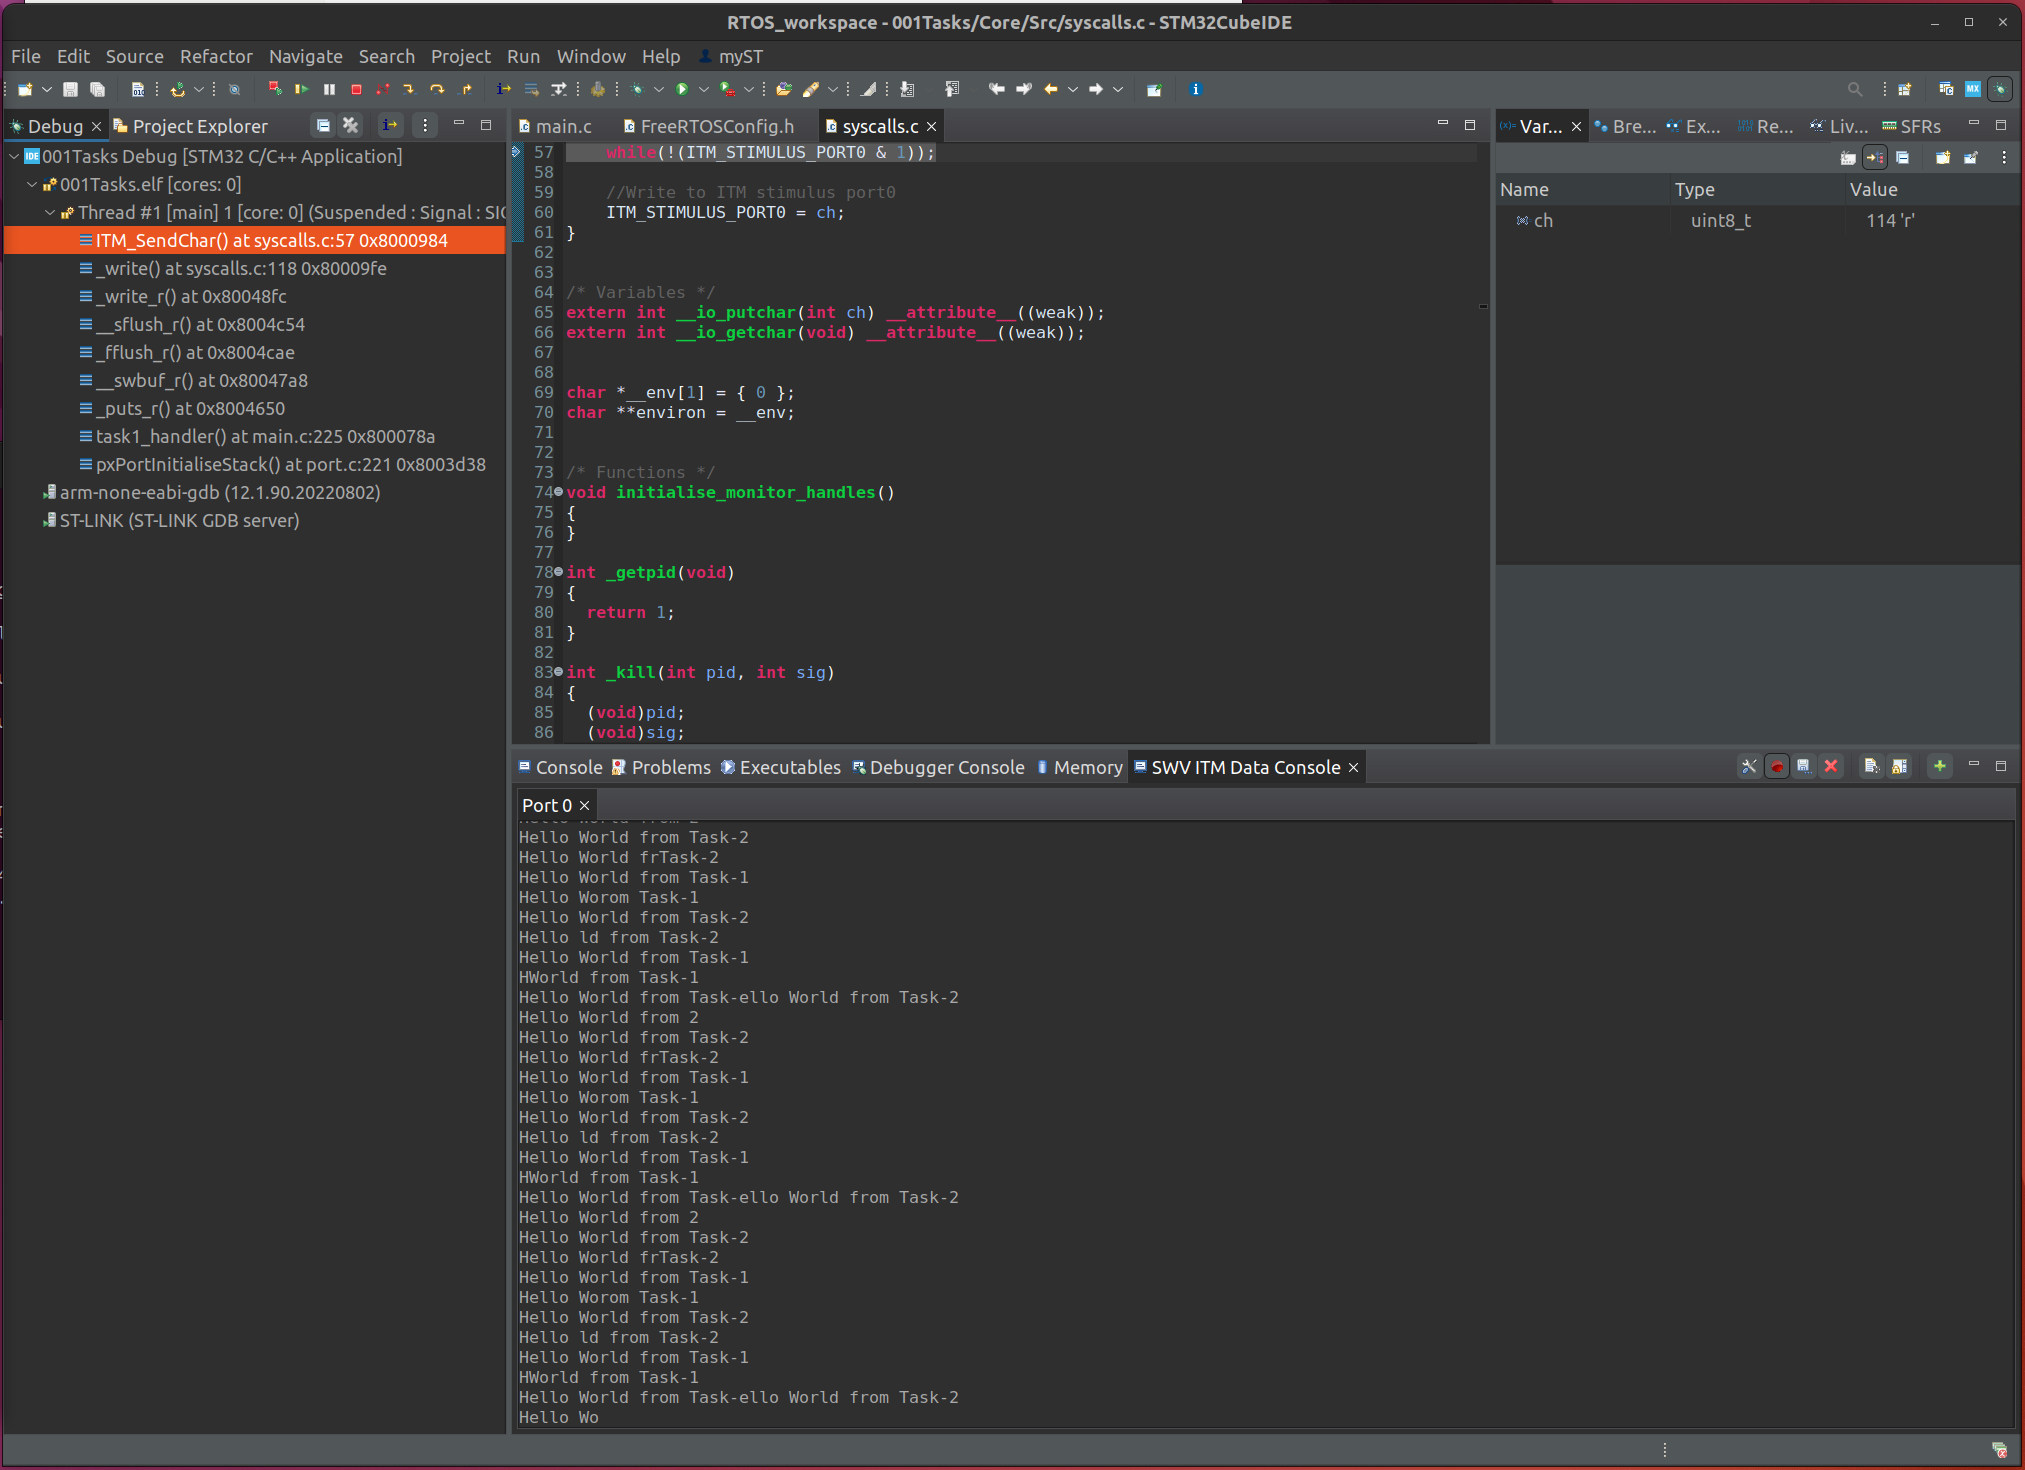 RTOS_workspace - 001Tasks/Core/Src/syscalls.c - STM32CubeIDE
File Edit Source Refactor Navigate Search Project Run Window Help myST
Debug Project Explorer
001Tasks Debug [STM32 C/C++ Application]
001Tasks.elf [cores: 0]
Thread #1 [main] 1 [core: 0] (Suspended : Signal : SIG
ITM_SendChar() at syscalls.c:57 0x8000984
_write() at syscalls.c:118 0x80009fe
_write_r() at 0x80048fc
__sflush_r() at 0x8004c54
_fflush_r() at 0x8004cae
__swbuf_r() at 0x80047a8
_puts_r() at 0x8004650
task1_handler() at main.c:225 0x800078a
pxPortInitialiseStack() at port.c:221 0x8003d38
arm-none-eabi-gdb (12.1.90.20220802)
ST-LINK (ST-LINK GDB server)
main.c FreeRTOSConfig.h syscalls.c
57 while(!(ITM_STIMULUS_PORT0 & 1));
58
59 //Write to ITM stimulus port0
60 ITM_STIMULUS_PORT0 = ch;
61 }
62
63
64 /* Variables */
65 extern int __io_putchar(int ch) __attribute__((weak));
66 extern int __io_getchar(void) __attribute__((weak));
67
68
69 char *__env[1] = { 0 };
70 char **environ = __env;
71
72
73 /* Functions */
74 void initialise_monitor_handles()
75 {
76 }
77
78 int _getpid(void)
79 {
80 return 1;
81 }
82
83 int _kill(int pid, int sig)
84 {
85 (void)pid;
86 (void)sig;
Var... Bre... Ex... Re... Liv... SFRs
Name Type Value
ch uint8_t 114 'r'
Console Problems Executables Debugger Console Memory SWV ITM Data Console
Port 0
Hello World from 2
Hello World from Task-2
Hello World frTask-2
Hello World from Task-1
Hello Worom Task-1
Hello World from Task-2
Hello ld from Task-2
Hello World from Task-1
HWorld from Task-1
Hello World from Task-ello World from Task-2
Hello World from 2
Hello World from Task-2
Hello World frTask-2
Hello World from Task-1
Hello Worom Task-1
Hello World from Task-2
Hello ld from Task-2
Hello World from Task-1
HWorld from Task-1
Hello World from Task-ello World from Task-2
Hello World from 2
Hello World from Task-2
Hello World frTask-2
Hello World from Task-1
Hello Worom Task-1
Hello World from Task-2
Hello ld from Task-2
Hello World from Task-1
HWorld from Task-1
Hello World from Task-ello World from Task-2
Hello Wo